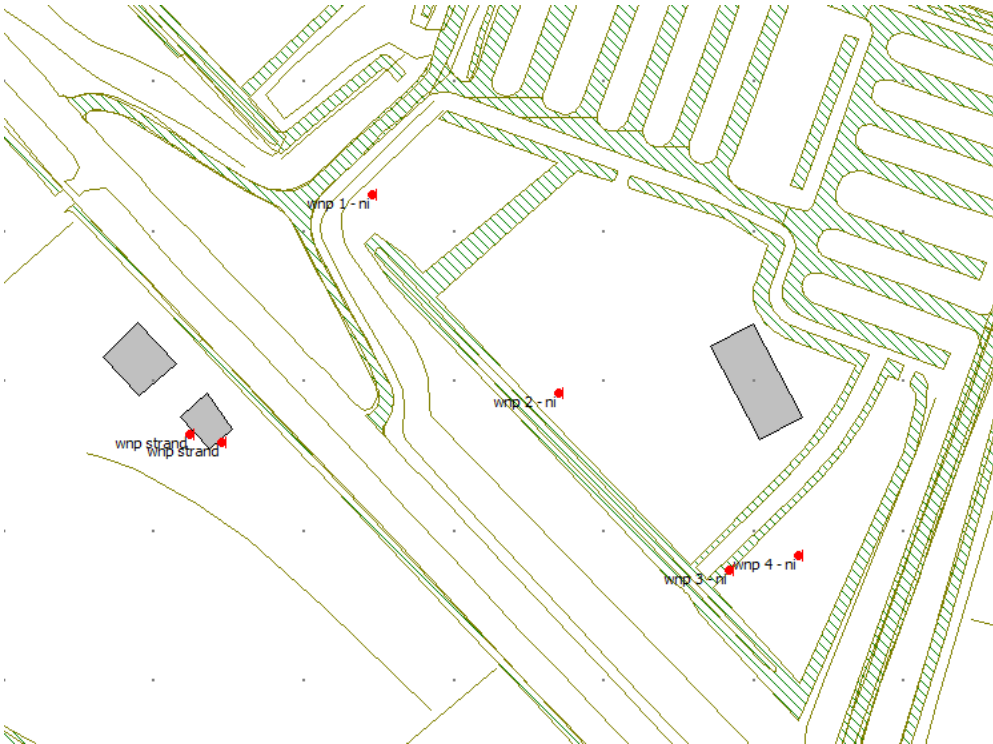 wnp 1 - ni
wnp 2 - ni
wnp strand
wnp strand
wnp 3 - ni
wnp 4 - ni